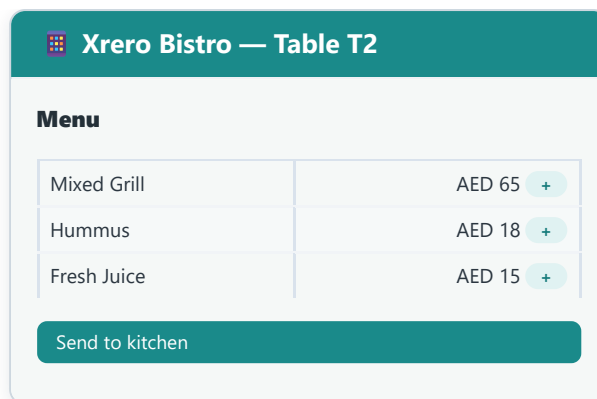 Xrero Bistro — Table T2
Menu
Mixed Grill AED 65 +
Hummus AED 18 +
Fresh Juice AED 15 +
Send to kitchen